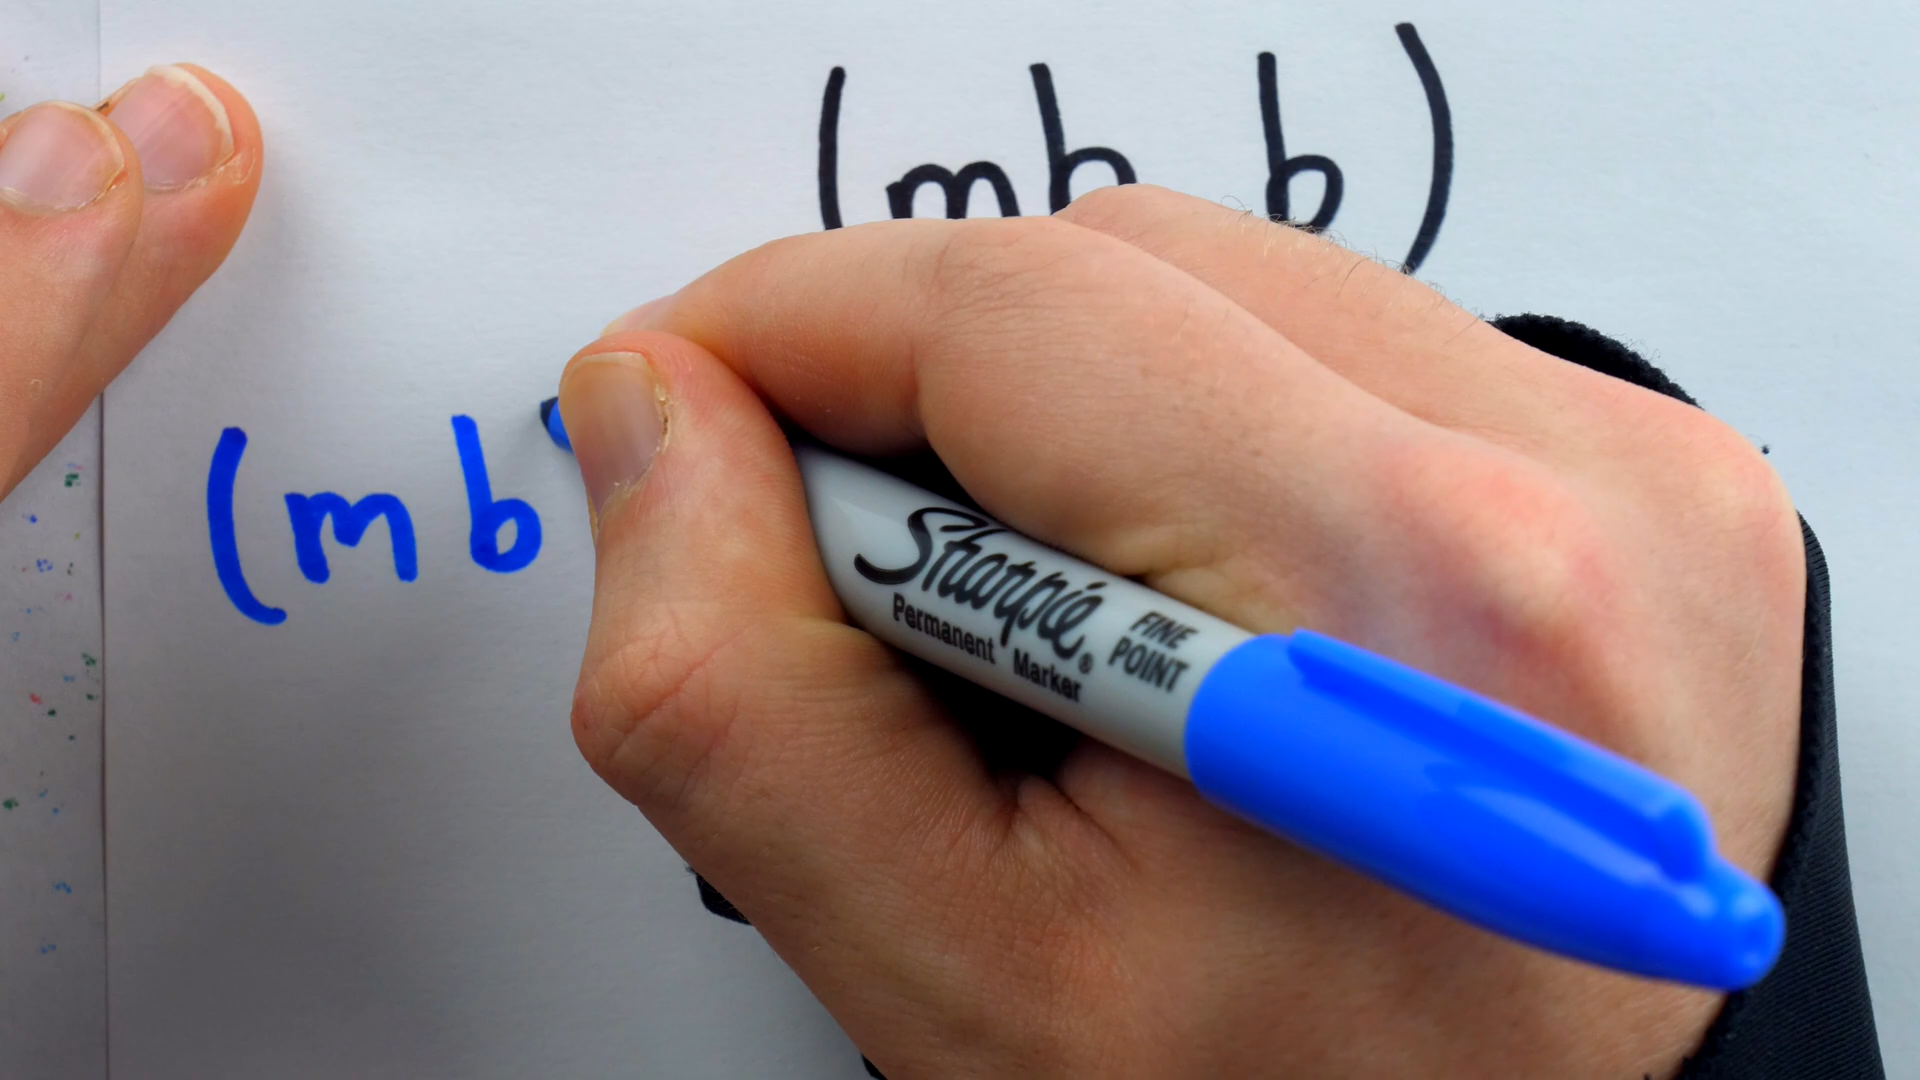 (mb b)
(mb
Sharpie®
Permanent Marker
FINE
POINT